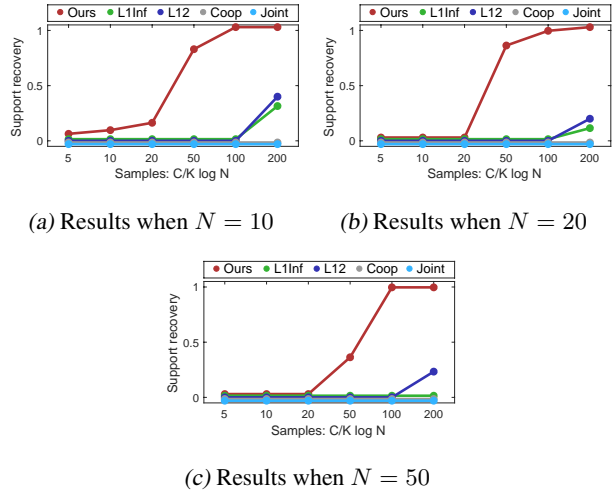 Ours L1Inf L12 Coop Joint
1
0.5
0
Support recovery
5 10 20 50 100 200
Samples: C/K log N
(a) Results when N = 10
Ours L1Inf L12 Coop Joint
1
0.5
0
Support recovery
5 10 20 50 100 200
Samples: C/K log N
(b) Results when N = 20
Ours L1Inf L12 Coop Joint
1
0.5
0
Support recovery
5 10 20 50 100 200
Samples: C/K log N
(c) Results when N = 50